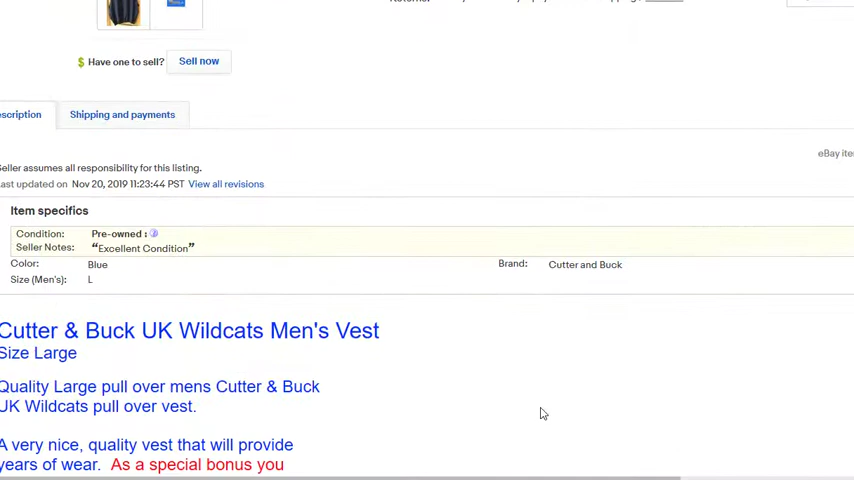 Have one to sell? Sell now
escription Shipping and payments
eBay ite
Seller assumes all responsibility for this listing.
ast updated on Nov 20, 2019 11:23:44 PST View all revisions
Item specifics
Condition: Pre-owned :
Seller Notes: “Excellent Condition”
Color: Blue Brand: Cutter and Buck
Size (Men's): L
Cutter & Buck UK Wildcats Men's Vest
Size Large
Quality Large pull over mens Cutter & Buck
UK Wildcats pull over vest.
A very nice, quality vest that will provide
years of wear. As a special bonus you